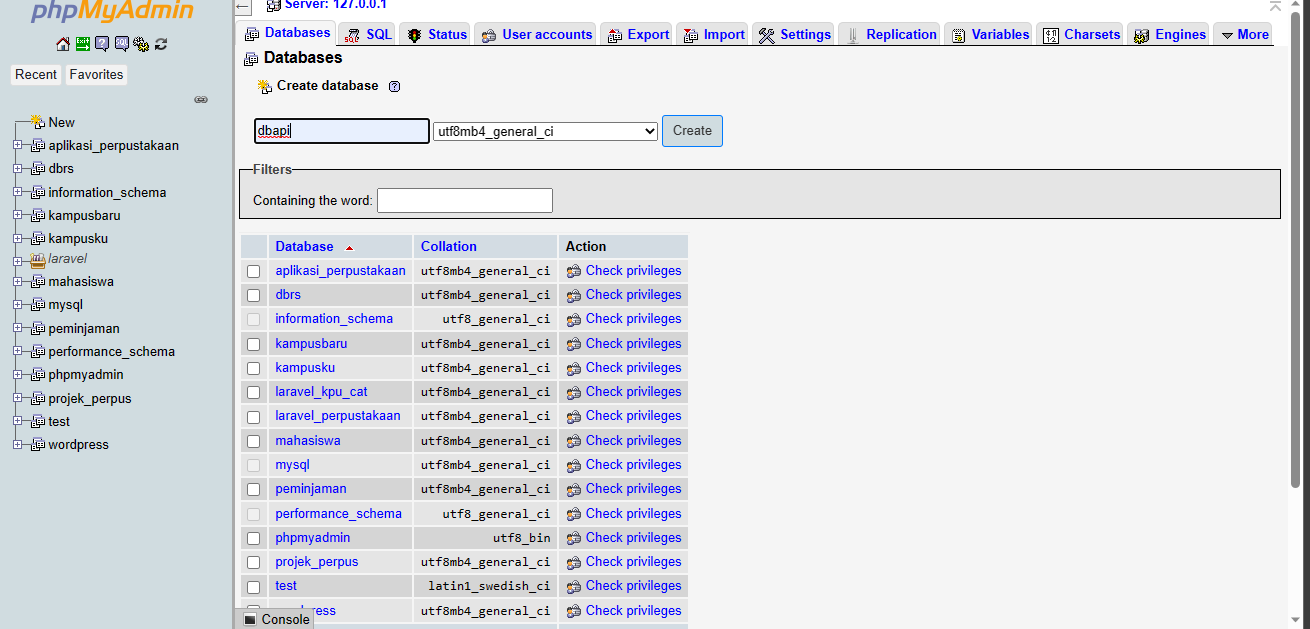 phpMyAdmin
Recent Favorites
New
aplikasi_perpustakaan
dbrs
information_schema
kampusbaru
kampusku
laravel
mahasiswa
mysql
peminjaman
performance_schema
phpmyadmin
projek_perpus
test
wordpress
Server: 127.0.0.1
Databases SQL Status User accounts Export Import Settings Replication Variables Charsets Engines More
Databases
Create database
dbapi utf8mb4_general_ci Create
Filters
Containing the word:
Database Collation Action
aplikasi_perpustakaan utf8mb4_general_ci Check privileges
dbrs utf8mb4_general_ci Check privileges
information_schema utf8_general_ci Check privileges
kampusbaru utf8mb4_general_ci Check privileges
kampusku utf8mb4_general_ci Check privileges
laravel_kpu_cat utf8mb4_general_ci Check privileges
laravel_perpustakaan utf8mb4_general_ci Check privileges
mahasiswa utf8mb4_general_ci Check privileges
mysql utf8mb4_general_ci Check privileges
peminjaman utf8mb4_general_ci Check privileges
performance_schema utf8_general_ci Check privileges
phpmyadmin utf8_bin Check privileges
projek_perpus utf8mb4_general_ci Check privileges
test latin1_swedish_ci Check privileges
ress utf8mb4_general_ci Check privileges
Console